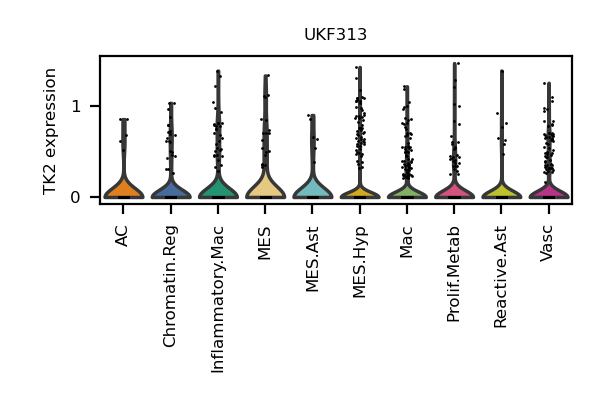 UKF313
TK2 expression
1
0
AC
Chromatin.Reg
Inflammatory.Mac
MES
MES.Ast
MES.Hyp
Mac
Prolif.Metab
Reactive.Ast
Vasc